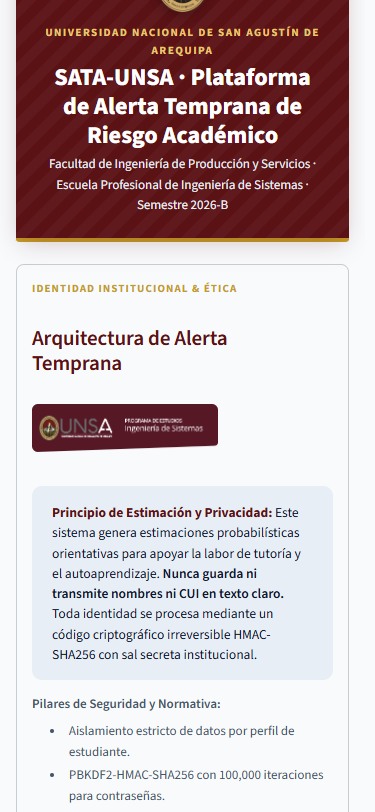 UNIVERSIDAD NACIONAL DE SAN AGUSTÍN DE
AREQUIPA
SATA-UNSA · Plataforma
de Alerta Temprana de
Riesgo Académico
Facultad de Ingeniería de Producción y Servicios ·
Escuela Profesional de Ingeniería de Sistemas ·
Semestre 2026-B
IDENTIDAD INSTITUCIONAL & ÉTICA
Arquitectura de Alerta
Temprana
UNSA
PROGRAMA DE ESTUDIOS
Ingeniería de Sistemas
Principio de Estimación y Privacidad: Este
sistema genera estimaciones probabilísticas
orientativas para apoyar la labor de tutoría y
el autoaprendizaje. Nunca guarda ni
transmite nombres ni CUI en texto claro.
Toda identidad se procesa mediante un
código criptográfico irreversible HMAC-
SHA256 con sal secreta institucional.
Pilares de Seguridad y Normativa:
• Aislamiento estricto de datos por perfil de
estudiante.
• PBKDF2-HMAC-SHA256 con 100,000 iteraciones
para contraseñas.